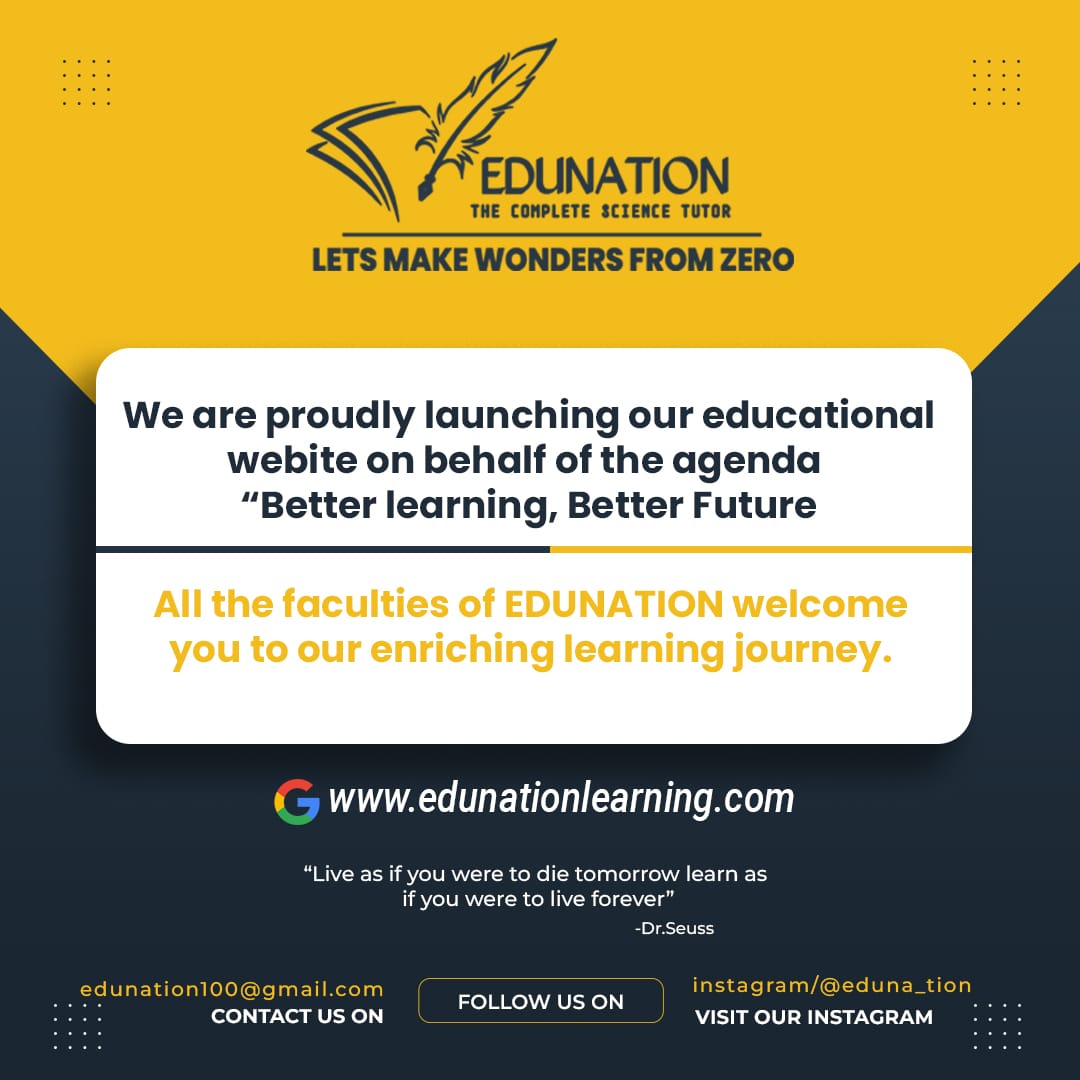 EDUNATION
THE COMPLETE SCIENCE TUTOR
LETS MAKE WONDERS FROM ZERO
We are proudly launching our educational
webite on behalf of the agenda
“Better learning, Better Future
All the faculties of EDUNATION welcome
you to our enriching learning journey.
www.edunationlearning.com
“Live as if you were to die tomorrow learn as
if you were to live forever”
-Dr.Seuss
edunation100@gmail.com
CONTACT US ON
FOLLOW US ON
instagram/@eduna_tion
VISIT OUR INSTAGRAM